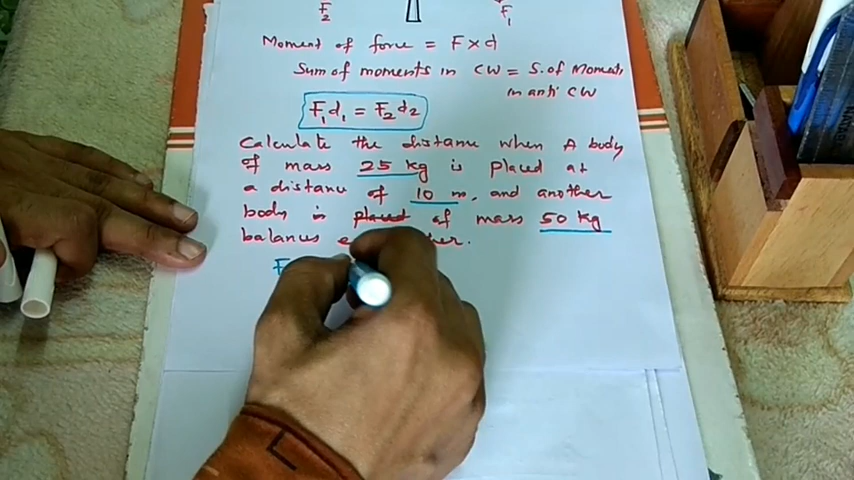 F₂ F₁
Moment of force = F×d
Sum of moments in CW = S. of Moments
in anti CW
F₁d₁ = F₂d₂
Calculate the distance when A body
of mass 25 kg is placed at
a distance of 10 m, and another
body is placed of mass 50 kg
balances
F